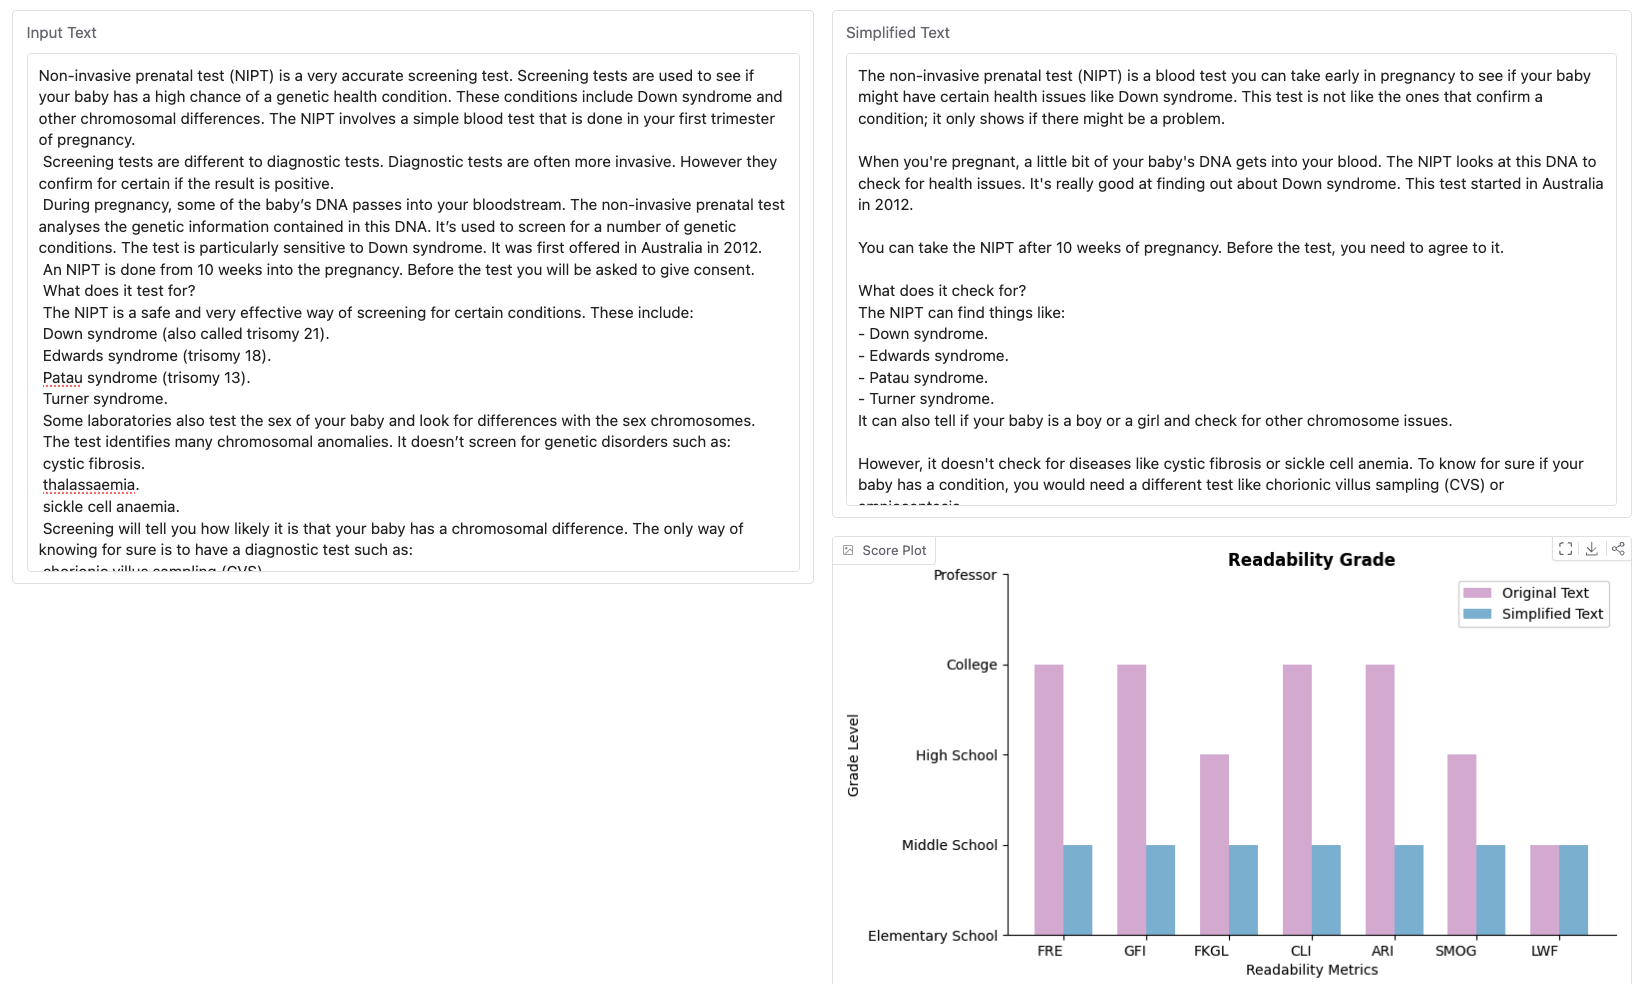 Input Text
Non-invasive prenatal test (NIPT) is a very accurate screening test. Screening tests are used to see if
your baby has a high chance of a genetic health condition. These conditions include Down syndrome and
other chromosomal differences. The NIPT involves a simple blood test that is done in your first trimester
of pregnancy.
Screening tests are different to diagnostic tests. Diagnostic tests are often more invasive. However they
confirm for certain if the result is positive.
During pregnancy, some of the baby’s DNA passes into your bloodstream. The non-invasive prenatal test
analyses the genetic information contained in this DNA. It’s used to screen for a number of genetic
conditions. The test is particularly sensitive to Down syndrome. It was first offered in Australia in 2012.
An NIPT is done from 10 weeks into the pregnancy. Before the test you will be asked to give consent.
What does it test for?
The NIPT is a safe and very effective way of screening for certain conditions. These include:
Down syndrome (also called trisomy 21).
Edwards syndrome (trisomy 18).
Patau syndrome (trisomy 13).
Turner syndrome.
Some laboratories also test the sex of your baby and look for differences with the sex chromosomes.
The test identifies many chromosomal anomalies. It doesn’t screen for genetic disorders such as:
cystic fibrosis.
thalassaemia.
sickle cell anaemia.
Screening will tell you how likely it is that your baby has a chromosomal difference. The only way of
knowing for sure is to have a diagnostic test such as:
chorionic villus sampling (CVS)
Simplified Text
The non-invasive prenatal test (NIPT) is a blood test you can take early in pregnancy to see if your baby
might have certain health issues like Down syndrome. This test is not like the ones that confirm a
condition; it only shows if there might be a problem.
When you're pregnant, a little bit of your baby's DNA gets into your blood. The NIPT looks at this DNA to
check for health issues. It's really good at finding out about Down syndrome. This test started in Australia
in 2012.
You can take the NIPT after 10 weeks of pregnancy. Before the test, you need to agree to it.
What does it check for?
The NIPT can find things like:
- Down syndrome.
- Edwards syndrome.
- Patau syndrome.
- Turner syndrome.
It can also tell if your baby is a boy or a girl and check for other chromosome issues.
However, it doesn't check for diseases like cystic fibrosis or sickle cell anemia. To know for sure if your
baby has a condition, you would need a different test like chorionic villus sampling (CVS) or
amniocentesis
Score Plot
Readability Grade
Professor
College
High School
Middle School
Elementary School
Grade Level
Original Text
Simplified Text
FRE GFI FKGL CLI ARI SMOG LWF
Readability Metrics